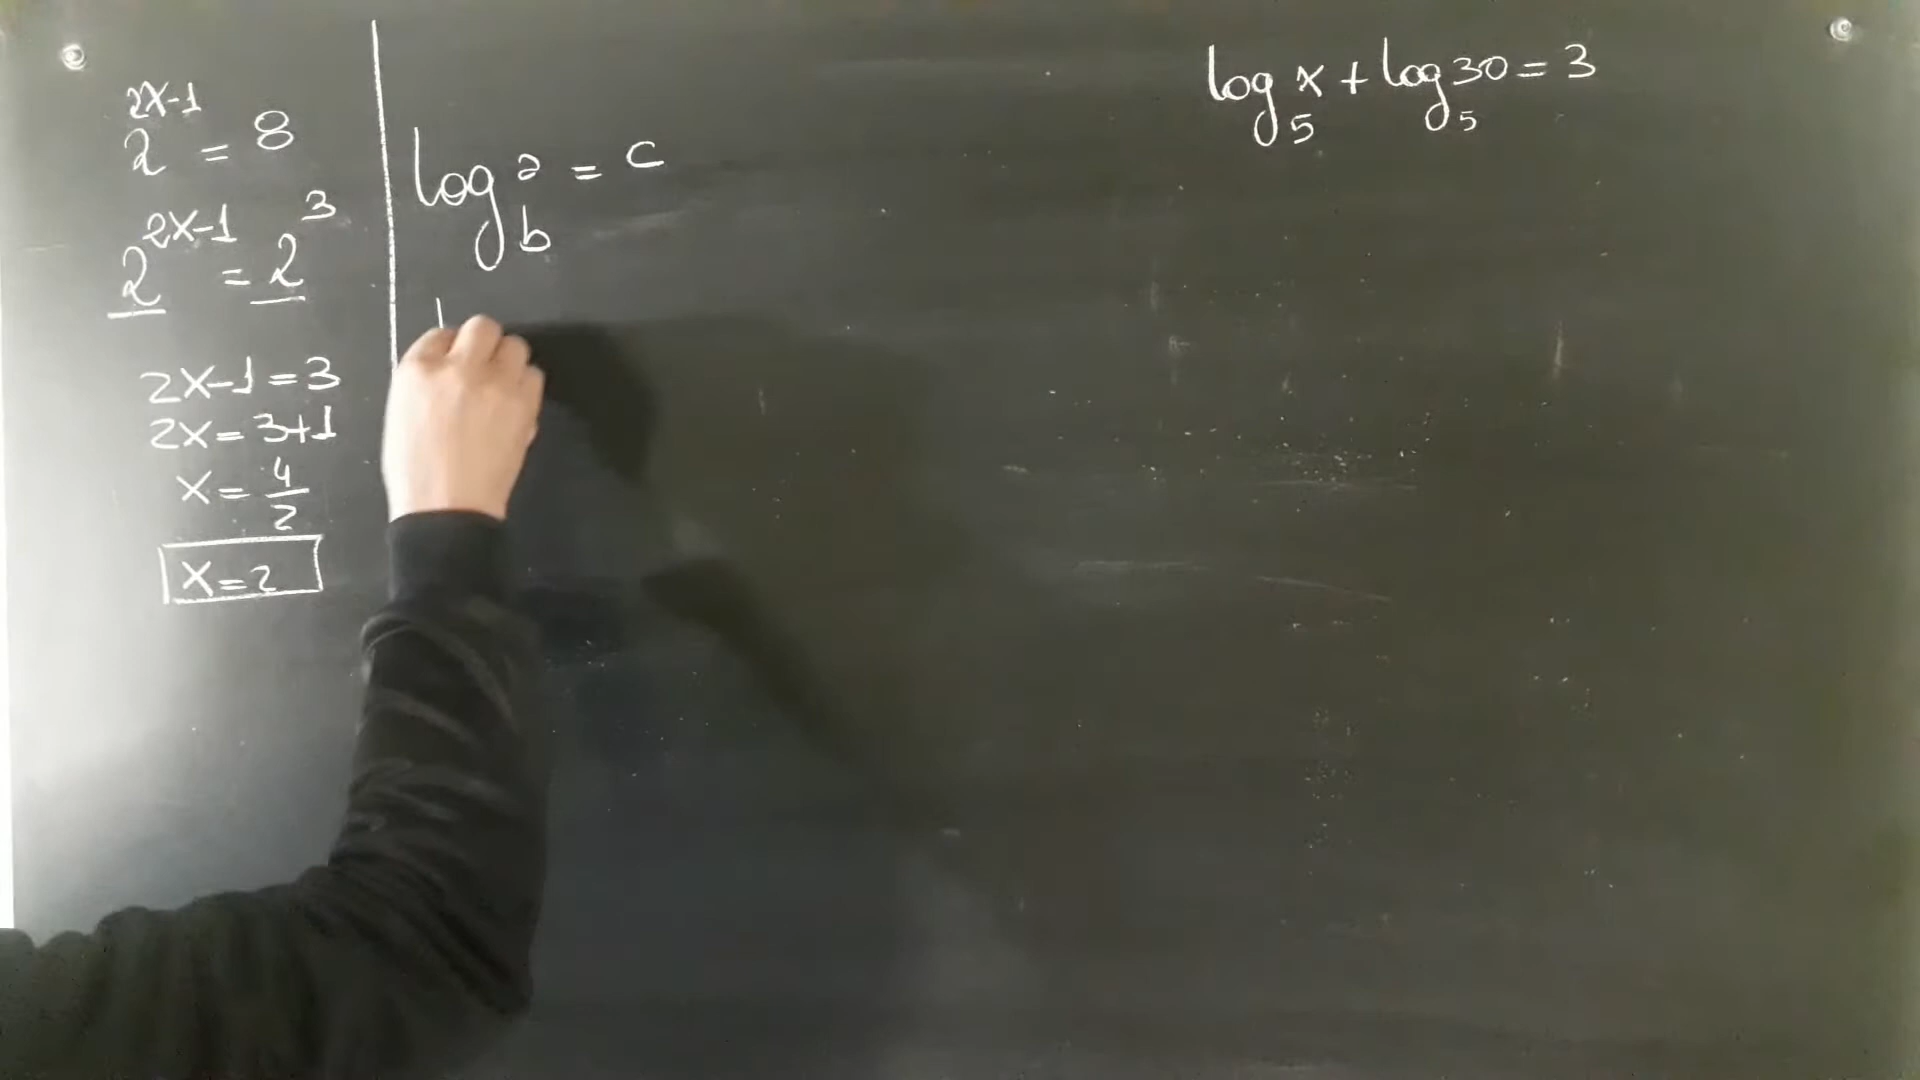 2^{2x-1} = 8
2^{2x-1} = 2^3
2x-1=3
2x=3+1
x=4/2
x=2
log_b a = c
log_5 x + log_5 30 = 3